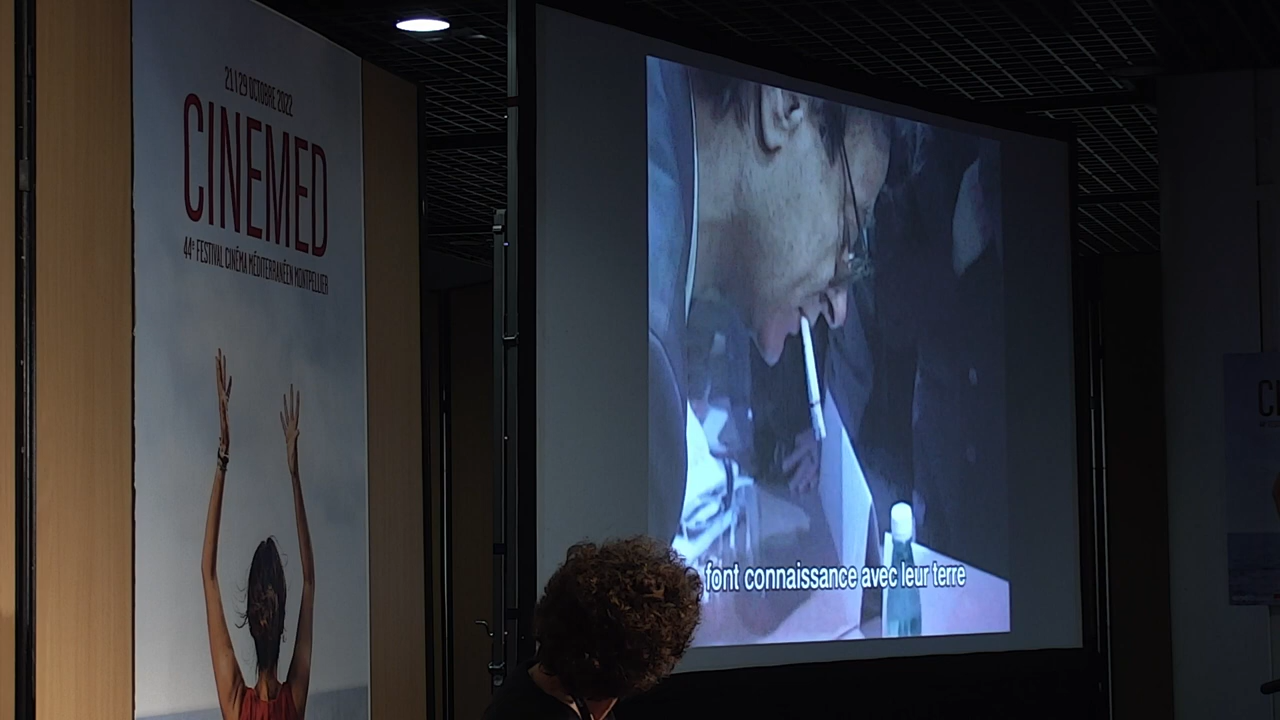 21 | 29 OCTOBRE 2022
CINEMED
44e FESTIVAL CINÉMA MÉDITERRANÉEN MONTPELLIER
font connaissance avec leur terre